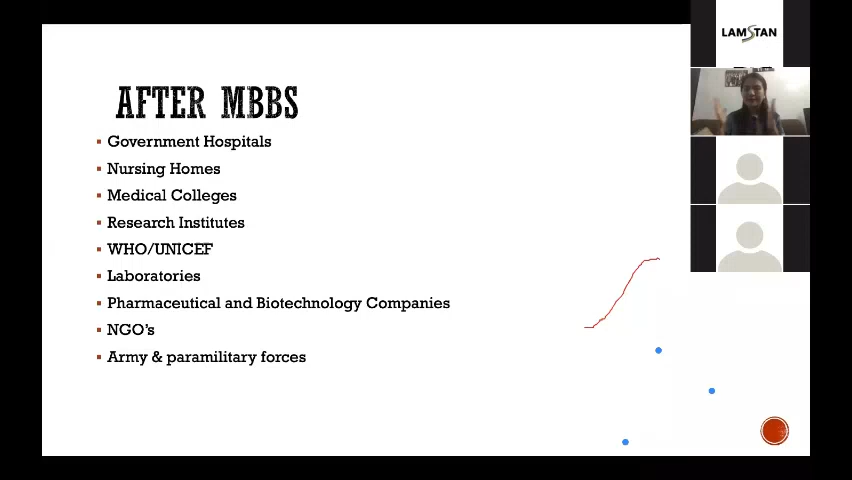 LAMSTAN
AFTER MBBS
Government Hospitals
Nursing Homes
Medical Colleges
Research Institutes
WHO/UNICEF
Laboratories
Pharmaceutical and Biotechnology Companies
NGO's
Army & paramilitary forces